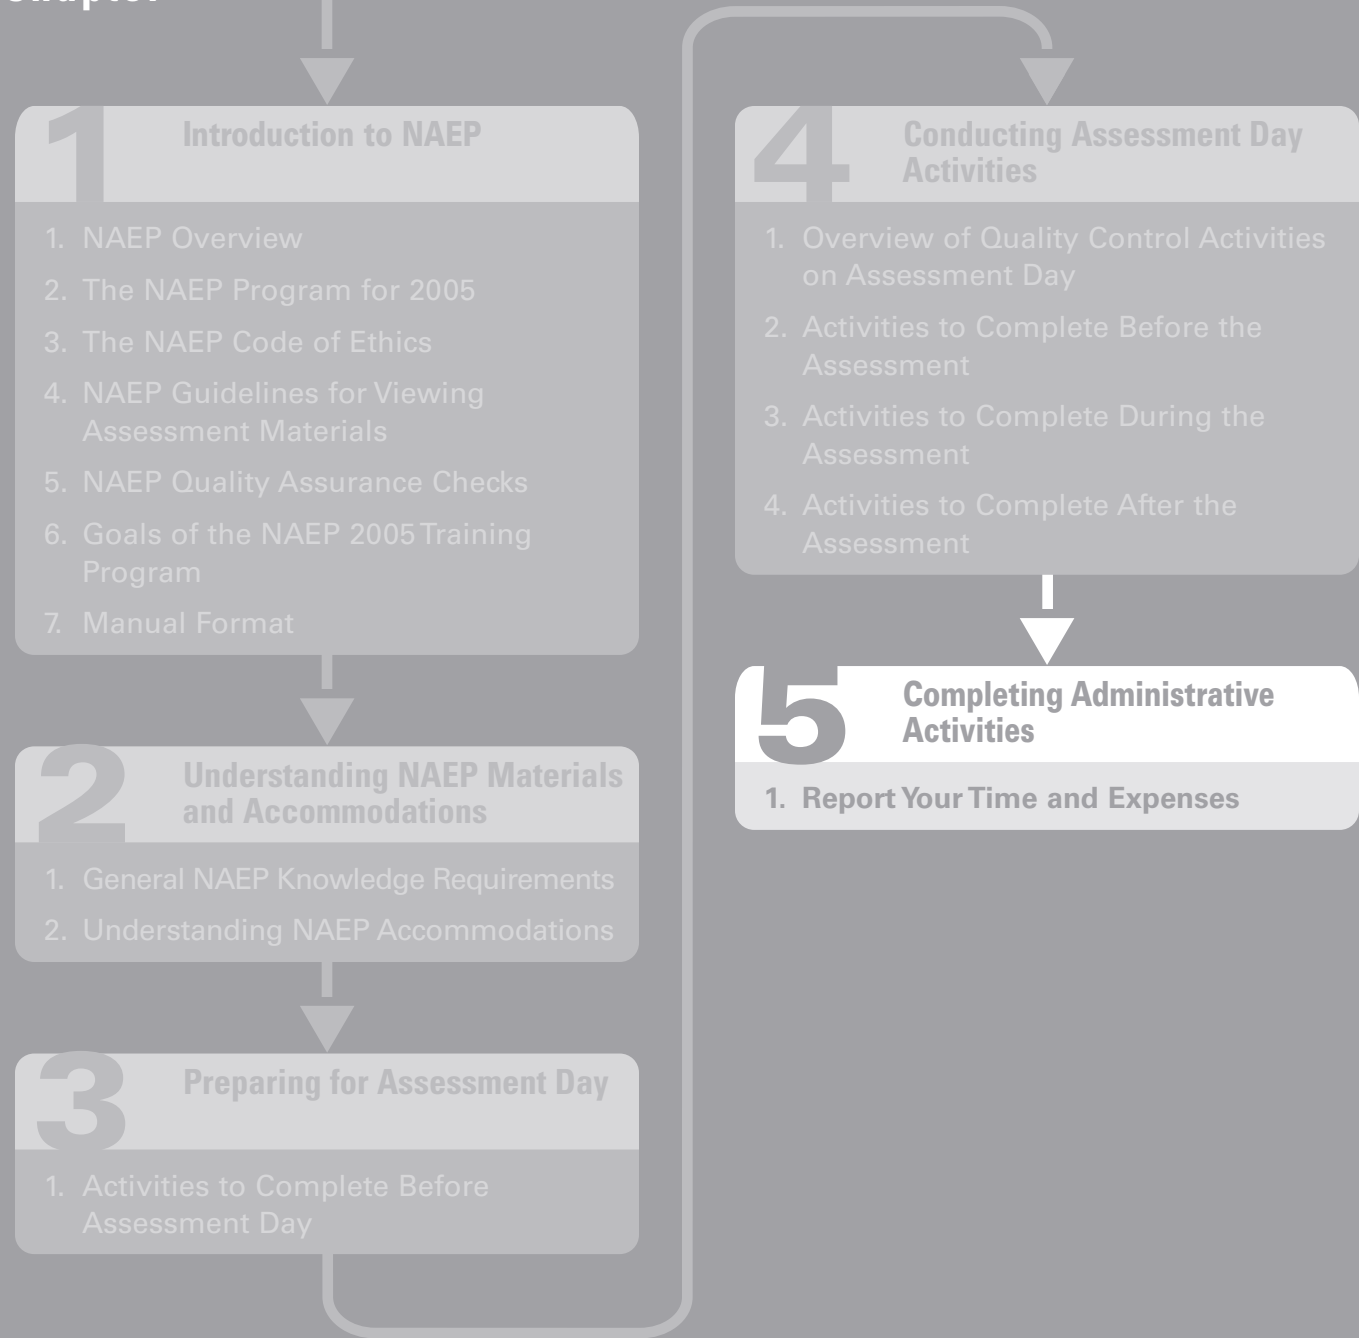 1
Introduction to NAEP
1. NAEP Overview
2. The NAEP Program for 2005
3. The NAEP Code of Ethics
4. NAEP Guidelines for Viewing
Assessment Materials
5. NAEP Quality Assurance Checks
6. Goals of the NAEP 2005 Training
Program
7. Manual Format
2
Understanding NAEP Materials
and Accommodations
1. General NAEP Knowledge Requirements
2. Understanding NAEP Accommodations
3
Preparing for Assessment Day
1. Activities to Complete Before
Assessment Day
4
Conducting Assessment Day
Activities
1. Overview of Quality Control Activities
on Assessment Day
2. Activities to Complete Before the
Assessment
3. Activities to Complete During the
Assessment
4. Activities to Complete After the
Assessment
5
Completing Administrative
Activities
1. Report Your Time and Expenses